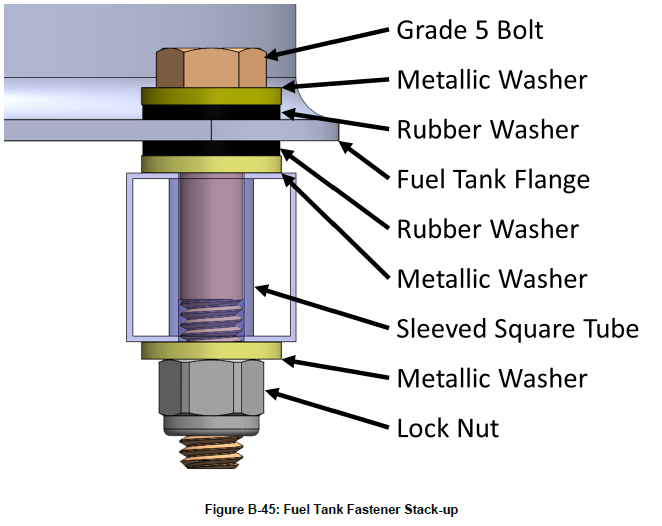 Grade 5 Bolt
Metallic Washer
Rubber Washer
Fuel Tank Flange
Rubber Washer
Metallic Washer
Sleeved Square Tube
Metallic Washer
Lock Nut
Figure B-45: Fuel Tank Fastener Stack-up